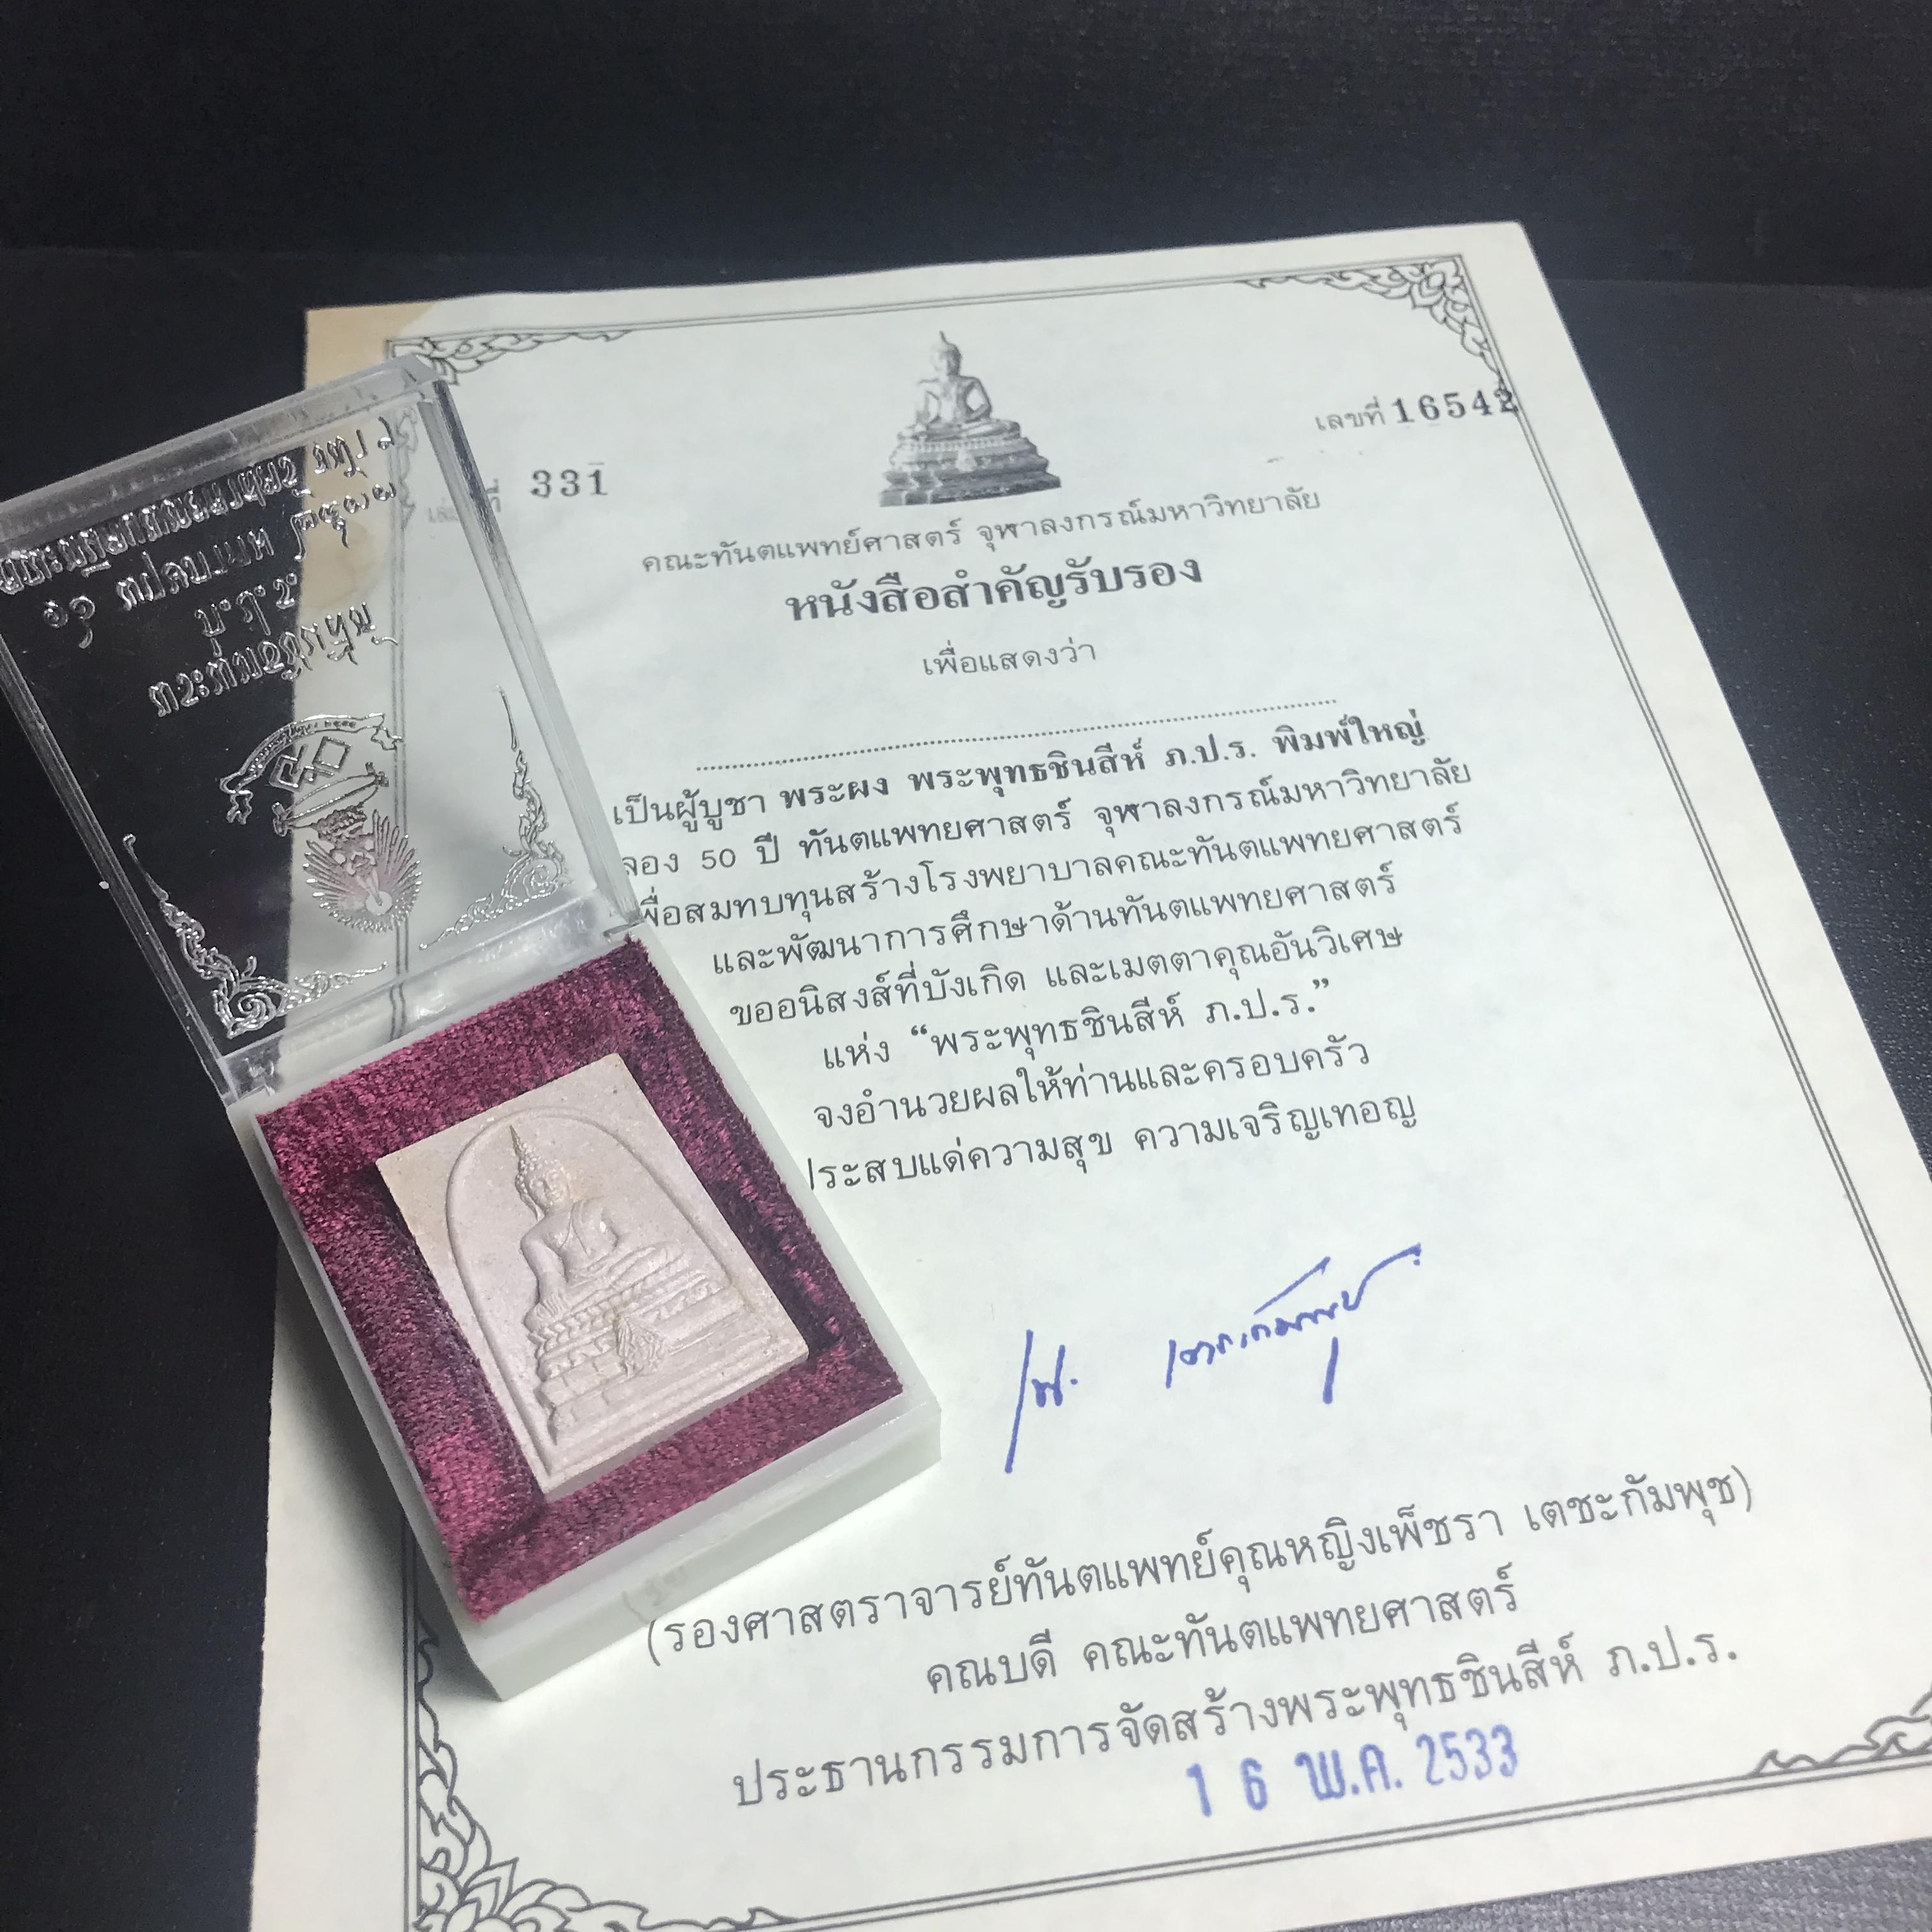 เลขที่ 16542
331
คณะทันตแพทย์ศาสตร์ จุฬาลงกรณ์มหาวิทยาลัย
หนังสือสำคัญรับรอง
เพื่อแสดงว่า
เป็นผู้บูชา พระผง พระพุทธชินสีห์ ภ.ป.ร. พิมพ์ใหญ่
ลอง 50 ปี ทันตแพทยศาสตร์ จุฬาลงกรณ์มหาวิทยาลัย
พื่อสมทบทุนสร้างโรงพยาบาลคณะทันตแพทยศาสตร์
และพัฒนาการศึกษาด้านทันตแพทยศาสตร์
ขออนิสงส์ที่บังเกิด และเมตตาคุณอันวิเศษ
แห่ง “พระพุทธชินสีห์ ภ.ป.ร.”
จงอำนวยผลให้ท่านและครอบครัว
ประสบแด่ความสุข ความเจริญเทอญ
(รองศาสตราจารย์ทันตแพทย์คุณหญิงเพ็ชรา เตชะกัมพุช)
คณบดี คณะทันตแพทยศาสตร์
ประธานกรรมการจัดสร้างพระพุทธชินสีห์ ภ.ป.ร.
16 พ.ค. 2533